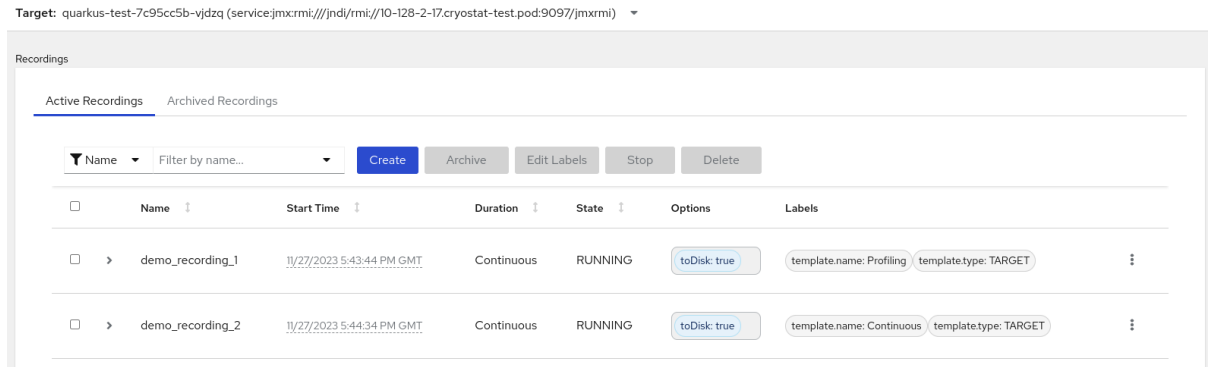 Target: quarkus-test-7c95cc5b-vjdzq (service:jmx:rmi:///jndi/rmi://10-128-2-17.cryostat-test.pod:9097/jmxrmi)
Recordings
Active Recordings Archived Recordings
Name Filter by name... Create Archive Edit Labels Stop Delete
Name Start Time Duration State Options Labels
demo_recording_1 11/27/2023 5:43:44 PM GMT Continuous RUNNING toDisk: true template.name: Profiling template.type: TARGET
demo_recording_2 11/27/2023 5:44:34 PM GMT Continuous RUNNING toDisk: true template.name: Continuous template.type: TARGET